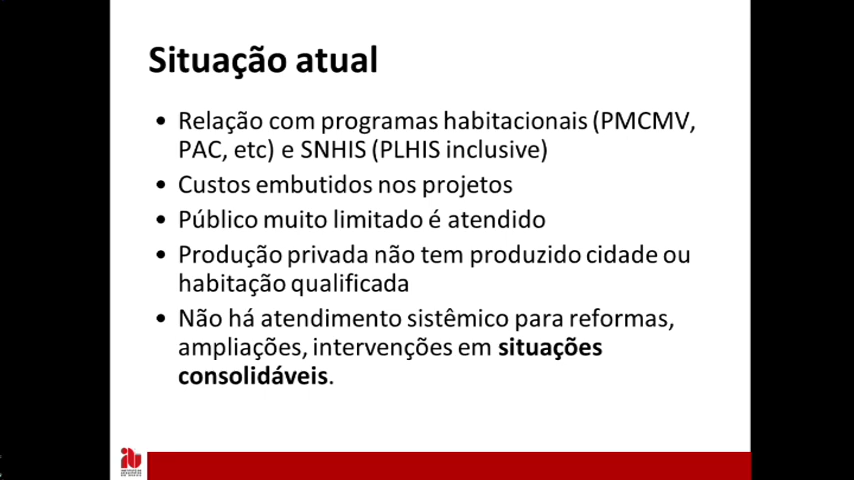 Situação atual
• Relação com programas habitacionais (PMCMV,
PAC, etc) e SNHIS (PLHIS inclusive)
• Custos embutidos nos projetos
• Público muito limitado é atendido
• Produção privada não tem produzido cidade ou
habitação qualificada
• Não há atendimento sistêmico para reformas,
ampliações, intervenções em situações
consolidáveis.